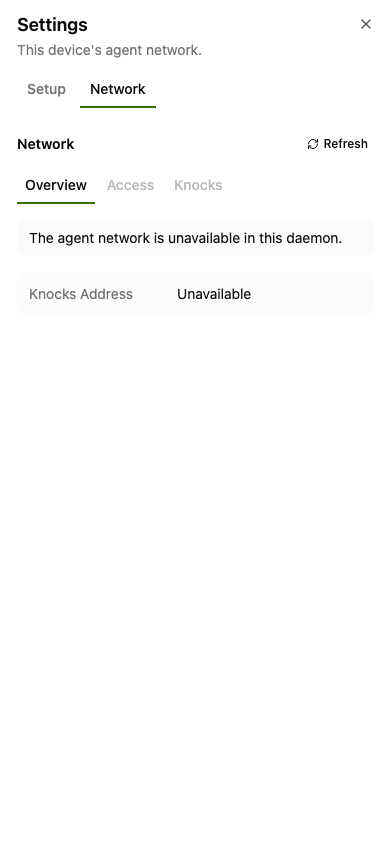 Settings
This device's agent network.
Setup
Network
Network
Refresh
Overview
Access
Knocks
The agent network is unavailable in this daemon.
Knocks Address
Unavailable